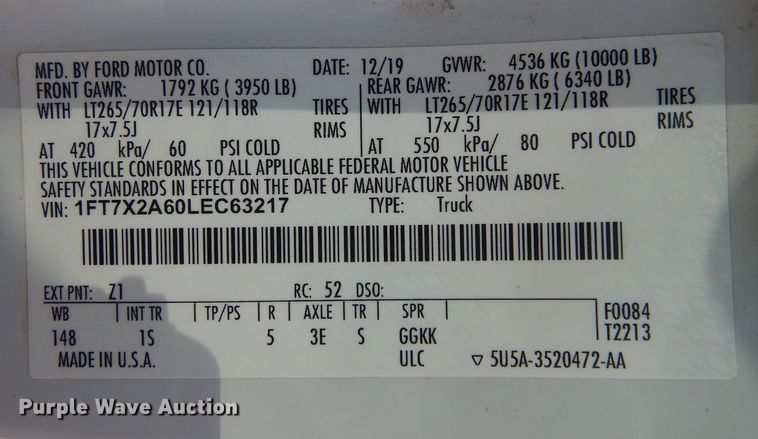 MFD. BY FORD MOTOR CO. DATE: 12/19 GVWR: 4536 KG (10000 LB)
FRONT GAWR: 1792 KG ( 3950 LB) REAR GAWR: 2876 KG ( 6340 LB)
WITH LT265/70R17E 121/118R TIRES WITH LT265/70R17E 121/118R TIRES
17x7.5J RIMS 17x7.5J RIMS
AT 420 kPa/ 60 PSI COLD AT 550 kPa/ 80 PSI COLD
THIS VEHICLE CONFORMS TO ALL APPLICABLE FEDERAL MOTOR VEHICLE
SAFETY STANDARDS IN EFFECT ON THE DATE OF MANUFACTURE SHOWN ABOVE.
VIN: 1FT7X2A60LEC63217 TYPE: Truck
EXT PNT: Z1 RC: 52 DSO:
WB INT TR TP/PS R AXLE TR SPR F0084
148 1S 5 3E S GGKK T2213
MADE IN U.S.A. ULC ▽ 5U5A-3520472-AA
Purple Wave Auction